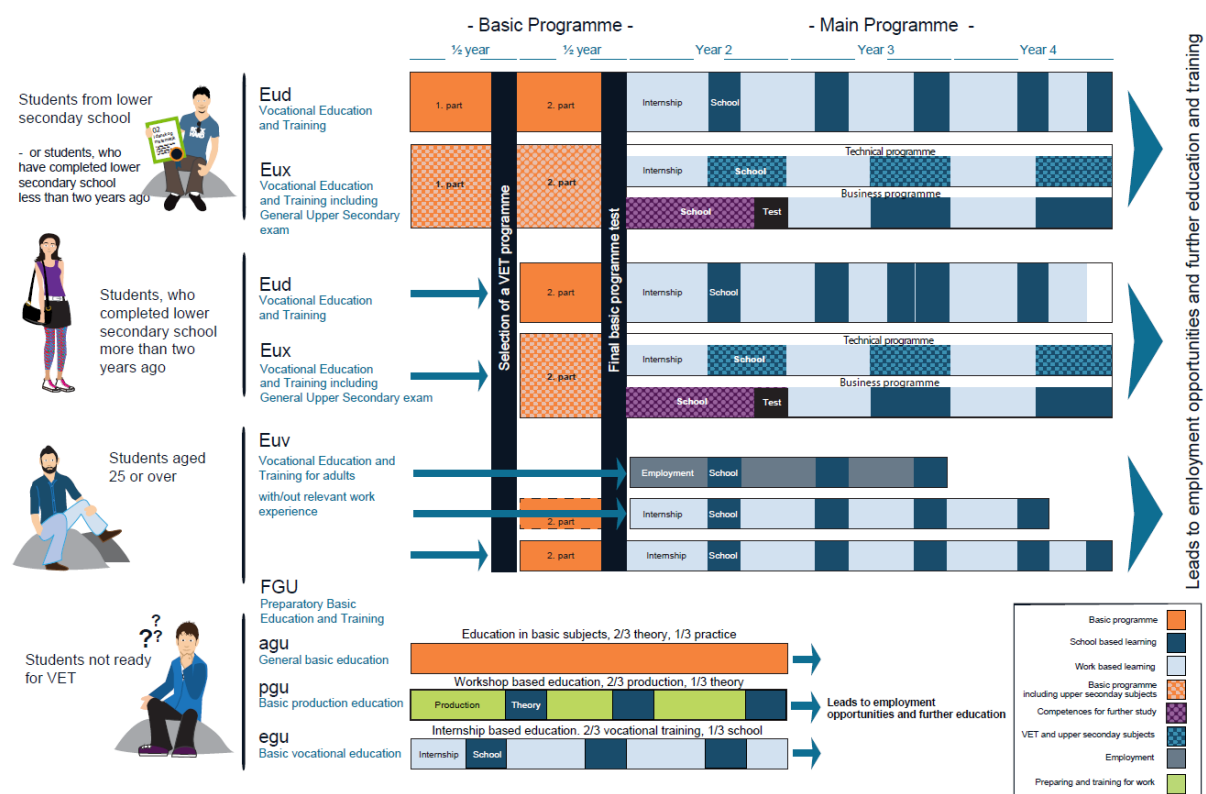 - Basic Programme -
- Main Programme -
½ year
½ year
Year 2
Year 3
Year 4
Students from lower
seconday school
- or students, who
have completed lower
secondary school
less than two years ago
Eud
Vocational Education
and Training
1. part
2. part
Internship
School
Eux
Vocational Education
and Training including
General Upper Secondary
exam
1. part
2. part
Technical programme
Internship
School
Business programme
School
Test
Selection of a VET programme
Final basic programme test
Students, who
completed lower
secondary school
more than two
years ago
Eud
Vocational Education
and Training
2. part
Internship
School
Eux
Vocational Education
and Training including
General Upper Secondary exam
2. part
Technical programme
Internship
School
Business programme
School
Test
Students aged
25 or over
Euv
Vocational Education and
Training for adults
with/out relevant work
experience
Employment
School
2. part
Internship
School
2. part
Internship
School
Leads to employment opportunities and further education and training
Students not ready
for VET
???
FGU
Preparatory Basic
Education and Training
agu
General basic education
Education in basic subjects, 2/3 theory, 1/3 practice
pgu
Basic production education
Workshop based education, 2/3 production, 1/3 theory
Production
Theory
Leads to employment
opportunities and further education
egu
Basic vocational education
Internship based education. 2/3 vocational training, 1/3 school
Internship
School
Basic programme
School based learning
Work based learning
Basic programme
including upper seconday subjects
Competences for further study
VET and upper seconday subjects
Employment
Preparing and training for work